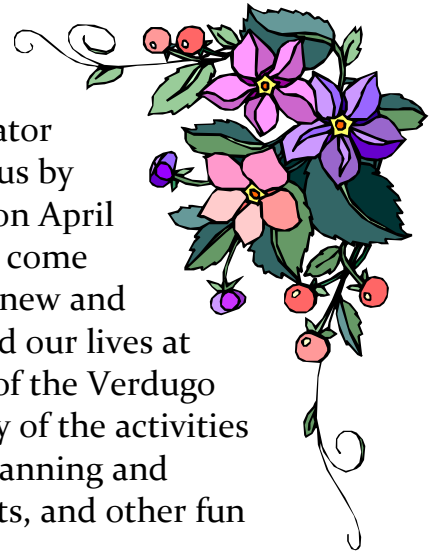 ator
us by
on April
come
new and
d our lives at
of the Verdugo
y of the activities
anning and
ts, and other fun